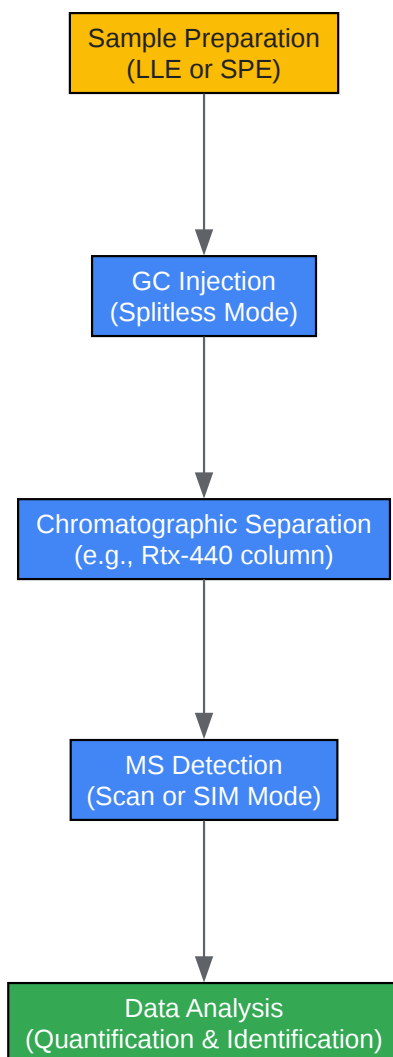 Sample Preparation
(LLE or SPE)
GC Injection
(Splitless Mode)
Chromatographic Separation
(e.g., Rtx-440 column)
MS Detection
(Scan or SIM Mode)
Data Analysis
(Quantification & Identification)